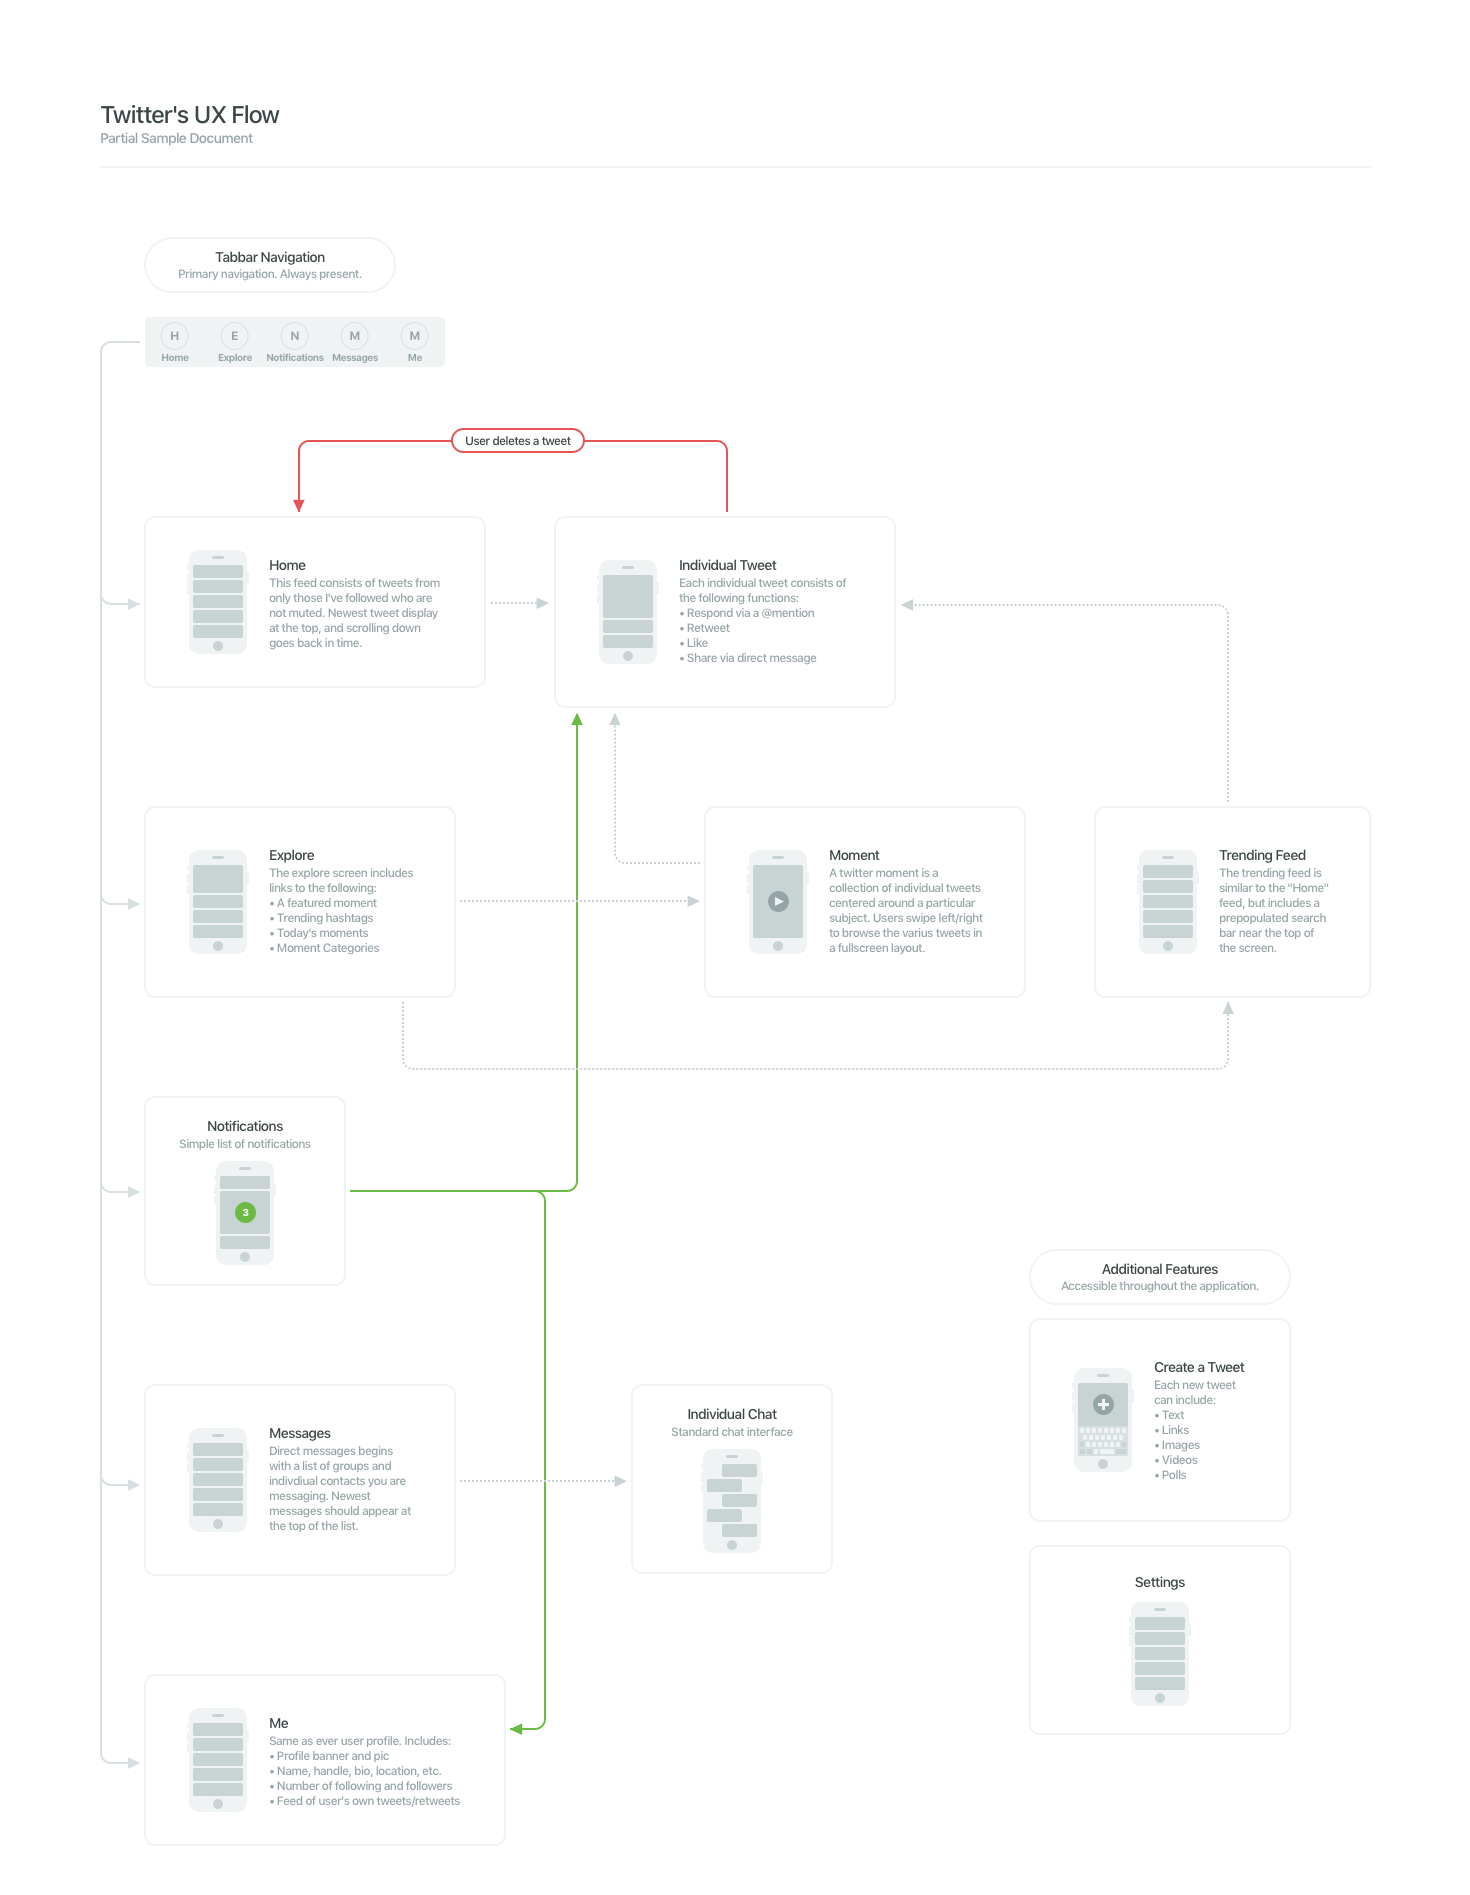 Twitter's UX Flow
Partial Sample Document
Tabbar Navigation
Primary navigation. Always present.
H E N M M
Home Explore Notifications Messages Me
User deletes a tweet
Home
This feed consists of tweets from
only those I've followed who are
not muted. Newest tweet display
at the top, and scrolling down
goes back in time.
Individual Tweet
Each individual tweet consists of
the following functions:
• Respond via a @mention
• Retweet
• Like
• Share via direct message
Explore
The explore screen includes
links to the following:
• A featured moment
• Trending hashtags
• Today's moments
• Moment Categories
Moment
A twitter moment is a
collection of individual tweets
centered around a particular
subject. Users swipe left/right
to browse the varius tweets in
a fullscreen layout.
Trending Feed
The trending feed is
similar to the "Home"
feed, but includes a
prepopulated search
bar near the top of
the screen.
Notifications
Simple list of notifications
3
Additional Features
Accessible throughout the application.
Create a Tweet
Each new tweet
can include:
• Text
• Links
• Images
• Videos
• Polls
Messages
Direct messages begins
with a list of groups and
indivdiual contacts you are
messaging. Newest
messages should appear at
the top of the list.
Individual Chat
Standard chat interface
Settings
Me
Same as ever user profile. Includes:
• Profile banner and pic
• Name, handle, bio, location, etc.
• Number of following and followers
• Feed of user's own tweets/retweets